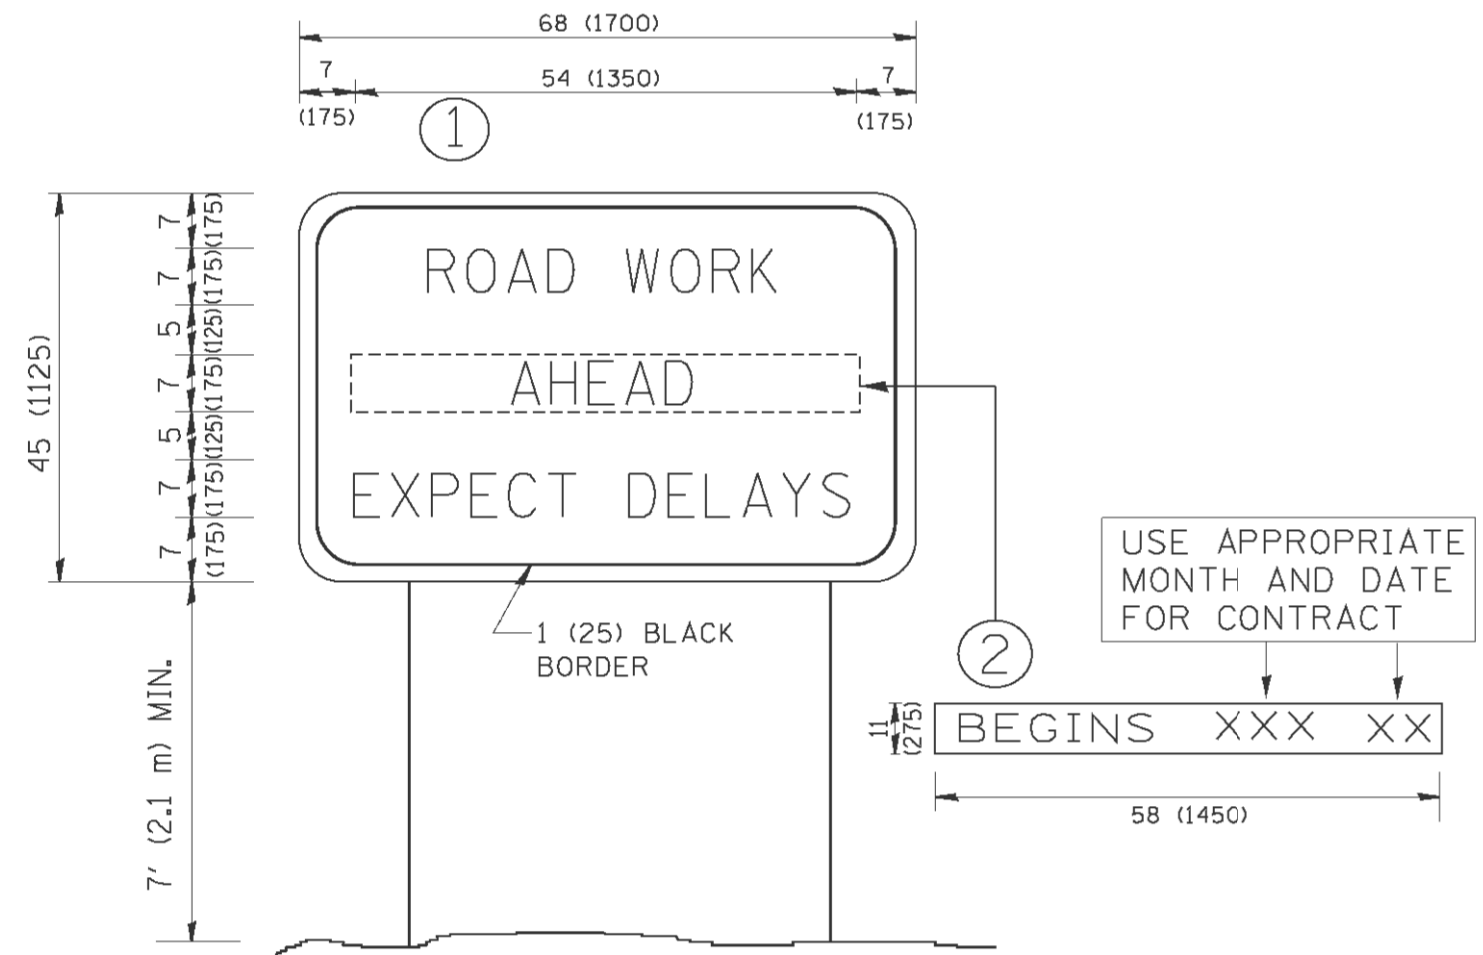 68 (1700)
7
54 (1350)
7
(175)
(175)
1
45 (1125)
7
(175)
7
(175)
5
(125)
7
(175)
5
(125)
7
(175)
7
(175)
ROAD WORK
AHEAD
EXPECT DELAYS
1 (25) BLACK
BORDER
7' (2.1 m) MIN.
2
USE APPROPRIATE
MONTH AND DATE
FOR CONTRACT
11
(275)
BEGINS XXX XX
58 (1450)